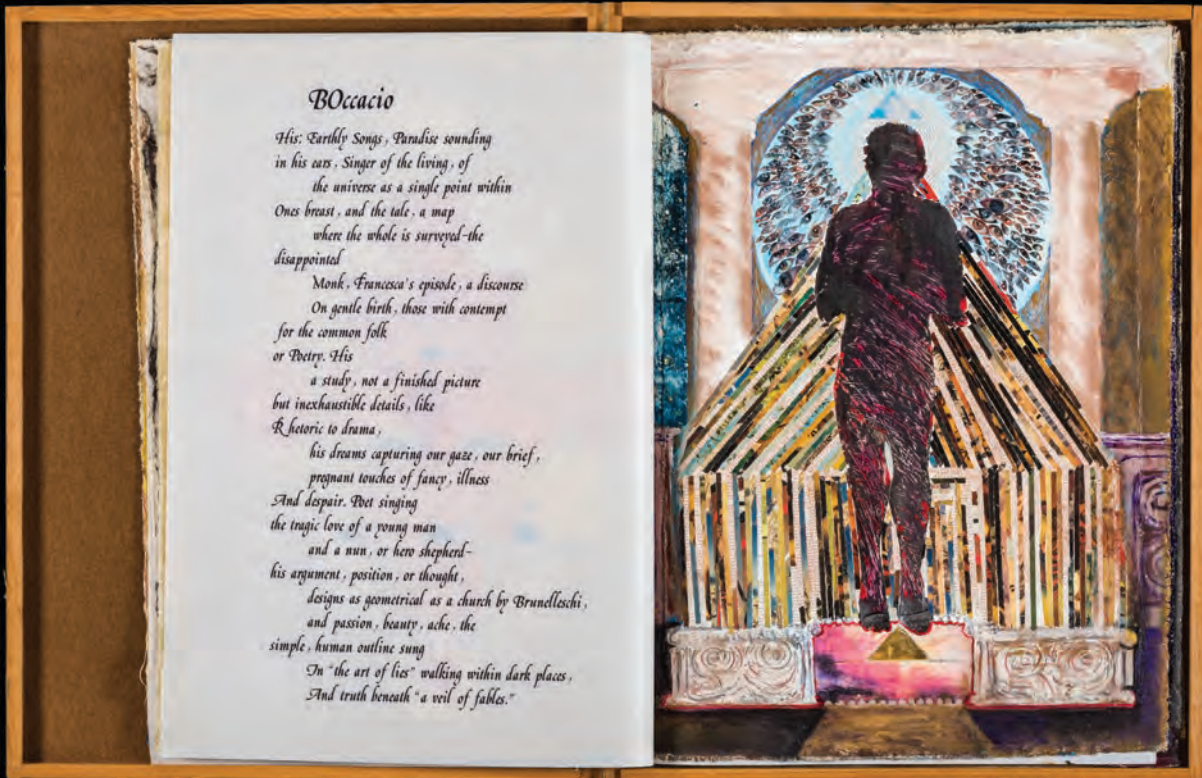 BOccacio
His: Earthly Songs, Paradise sounding
in his ears, Singer of the living, of
the universe as a single point within
Ones breast, and the tale, a map
where the whole is surveyed-the
disappointed
Monk, Francesca's episode, a discourse
On gentle birth, those with contempt
for the common folk
or Poetry. His
a study, not a finished picture
but inexhaustible details, like
Rhetoric to drama,
his dreams capturing our gaze, our brief,
pregnant touches of fancy, illness
And despair. Poet singing
the tragic love of a young man
and a nun, or hero shepherd-
his argument, position, or thought,
designs as geometrical as a church by Brunelleschi,
and passion, beauty, ache, the
simple, human outline sung
In "the art of lies" walking within dark places,
And truth beneath "a veil of fables."